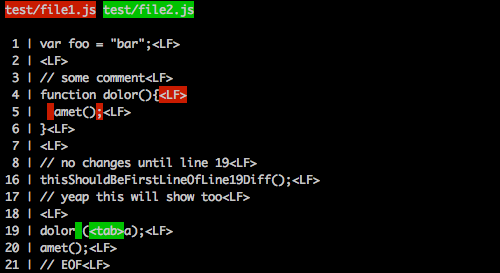 test/file1.js test/file2.js
1 | var foo = "bar";<LF>
2 | <LF>
3 | // some comment<LF>
4 | function dolor(){<LF>
5 |  amet();<LF>
6 | }<LF>
7 | <LF>
8 | // no changes until line 19<LF>
16 | thisShouldBeFirstLineOfLine19Diff();<LF>
17 | // yeap this will show too<LF>
18 | <LF>
19 | dolor (<tab>a);<LF>
20 | amet();<LF>
21 | // EOF<LF>